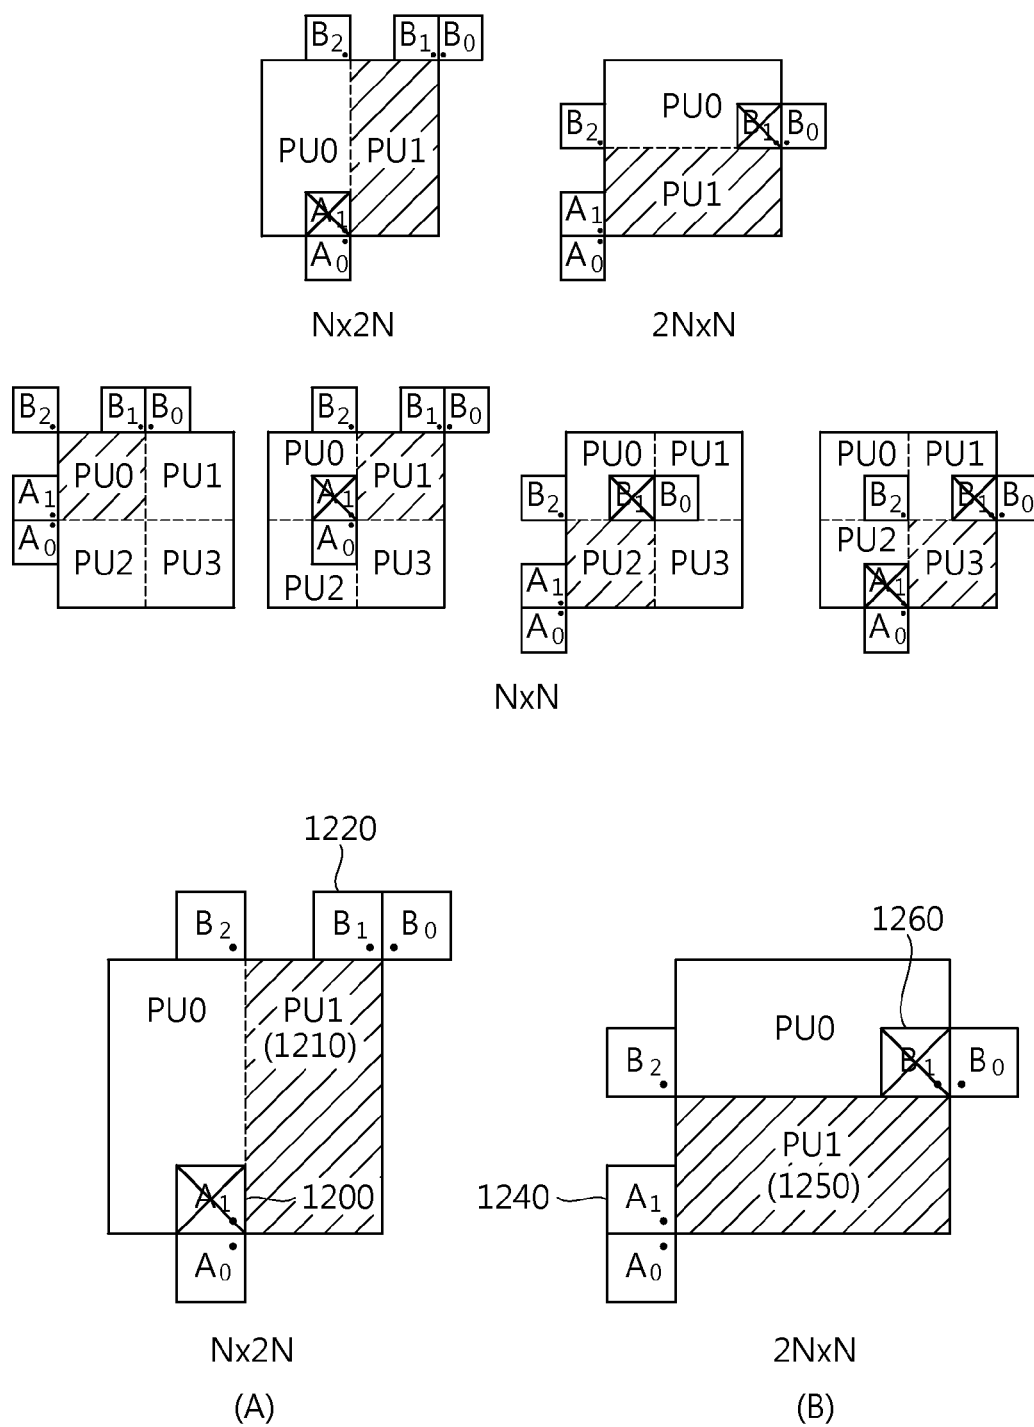 B2 B1 B0
PU0 PU1
A1
A0
Nx2N
PU0
B2 B1 B0
PU1
A1
A0
2NxN
B2 B1 B0
PU0 PU1
A1
A0
PU2 PU3
B2 B1 B0
PU0
PU1
A1
A0
PU3
PU2
PU0 PU1
B2 B1 B0
PU2 PU3
A1
A0
PU0 PU1
B2 B1 B0
PU2
PU3
A1
A0
NxN
1220
B2 B1 B0
PU0 PU1
(1210)
A1 1200
A0
Nx2N
(A)
1260
PU0
B2 B1 B0
PU1
(1250)
1240 A1
A0
2NxN
(B)